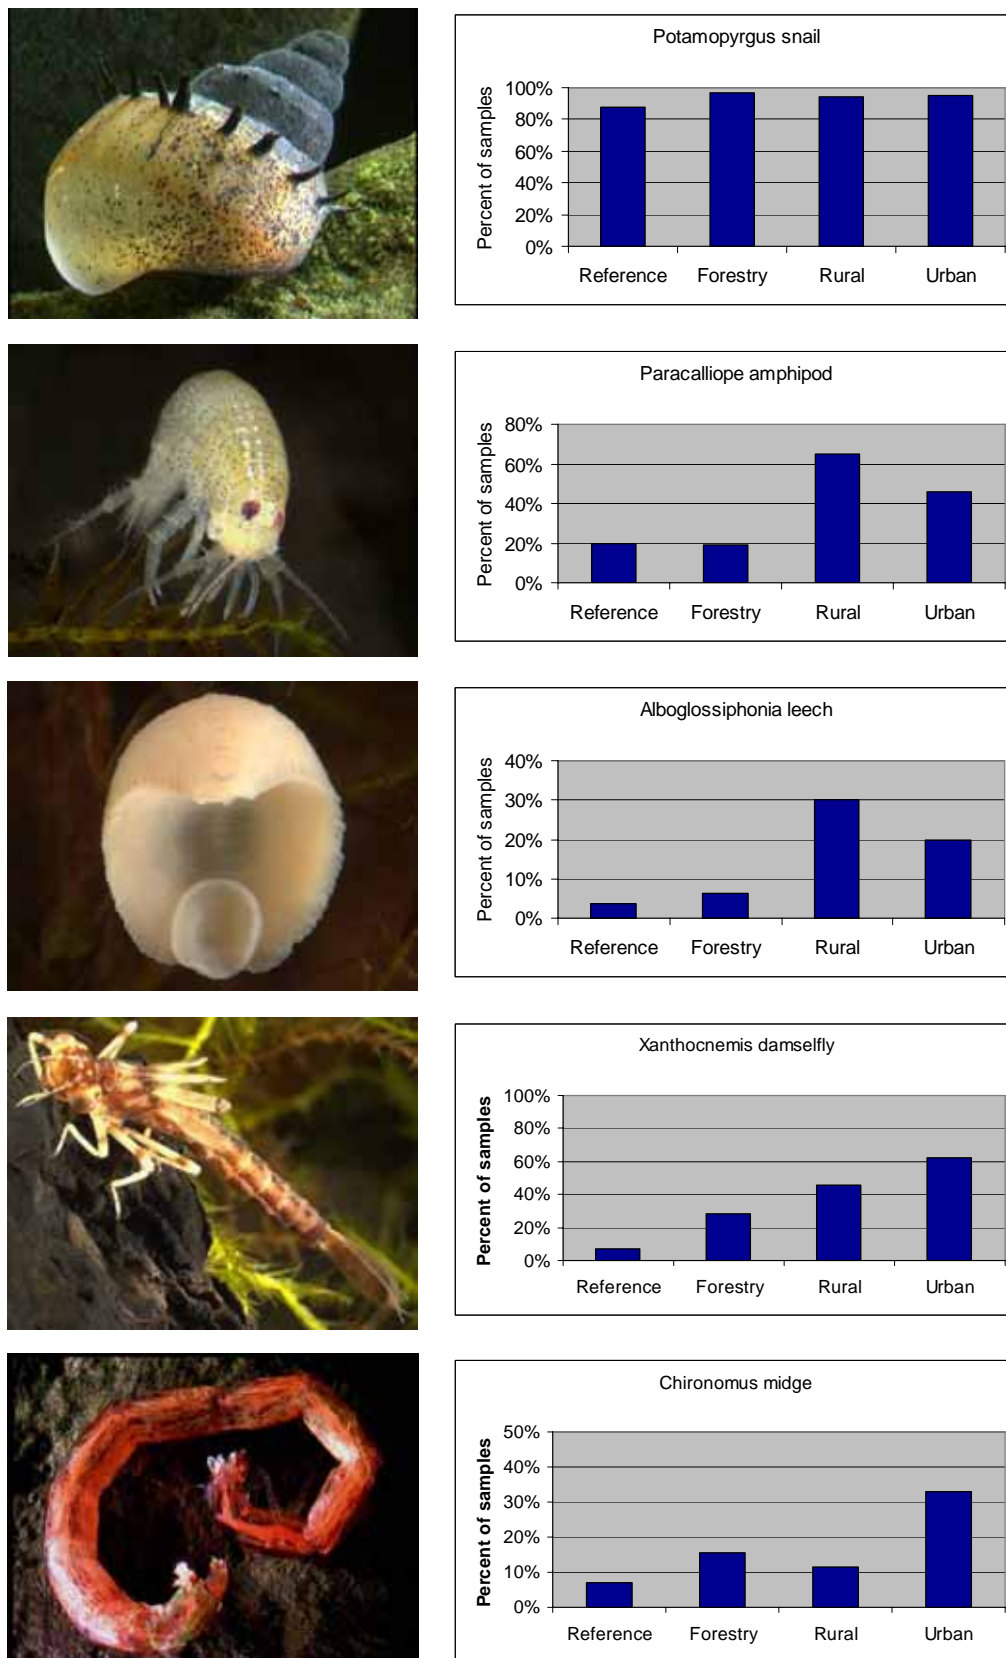 Potamopyrgus snail
Percent of samples
100%
80%
60%
40%
20%
0%
Reference Forestry Rural Urban
Paracalliope amphipod
Percent of samples
80%
60%
40%
20%
0%
Reference Forestry Rural Urban
Alboglossiphonia leech
Percent of samples
40%
30%
20%
10%
0%
Reference Forestry Rural Urban
Xanthocnemis damselfly
Percent of samples
100%
80%
60%
40%
20%
0%
Reference Forestry Rural Urban
Chironomus midge
Percent of samples
50%
40%
30%
20%
10%
0%
Reference Forestry Rural Urban